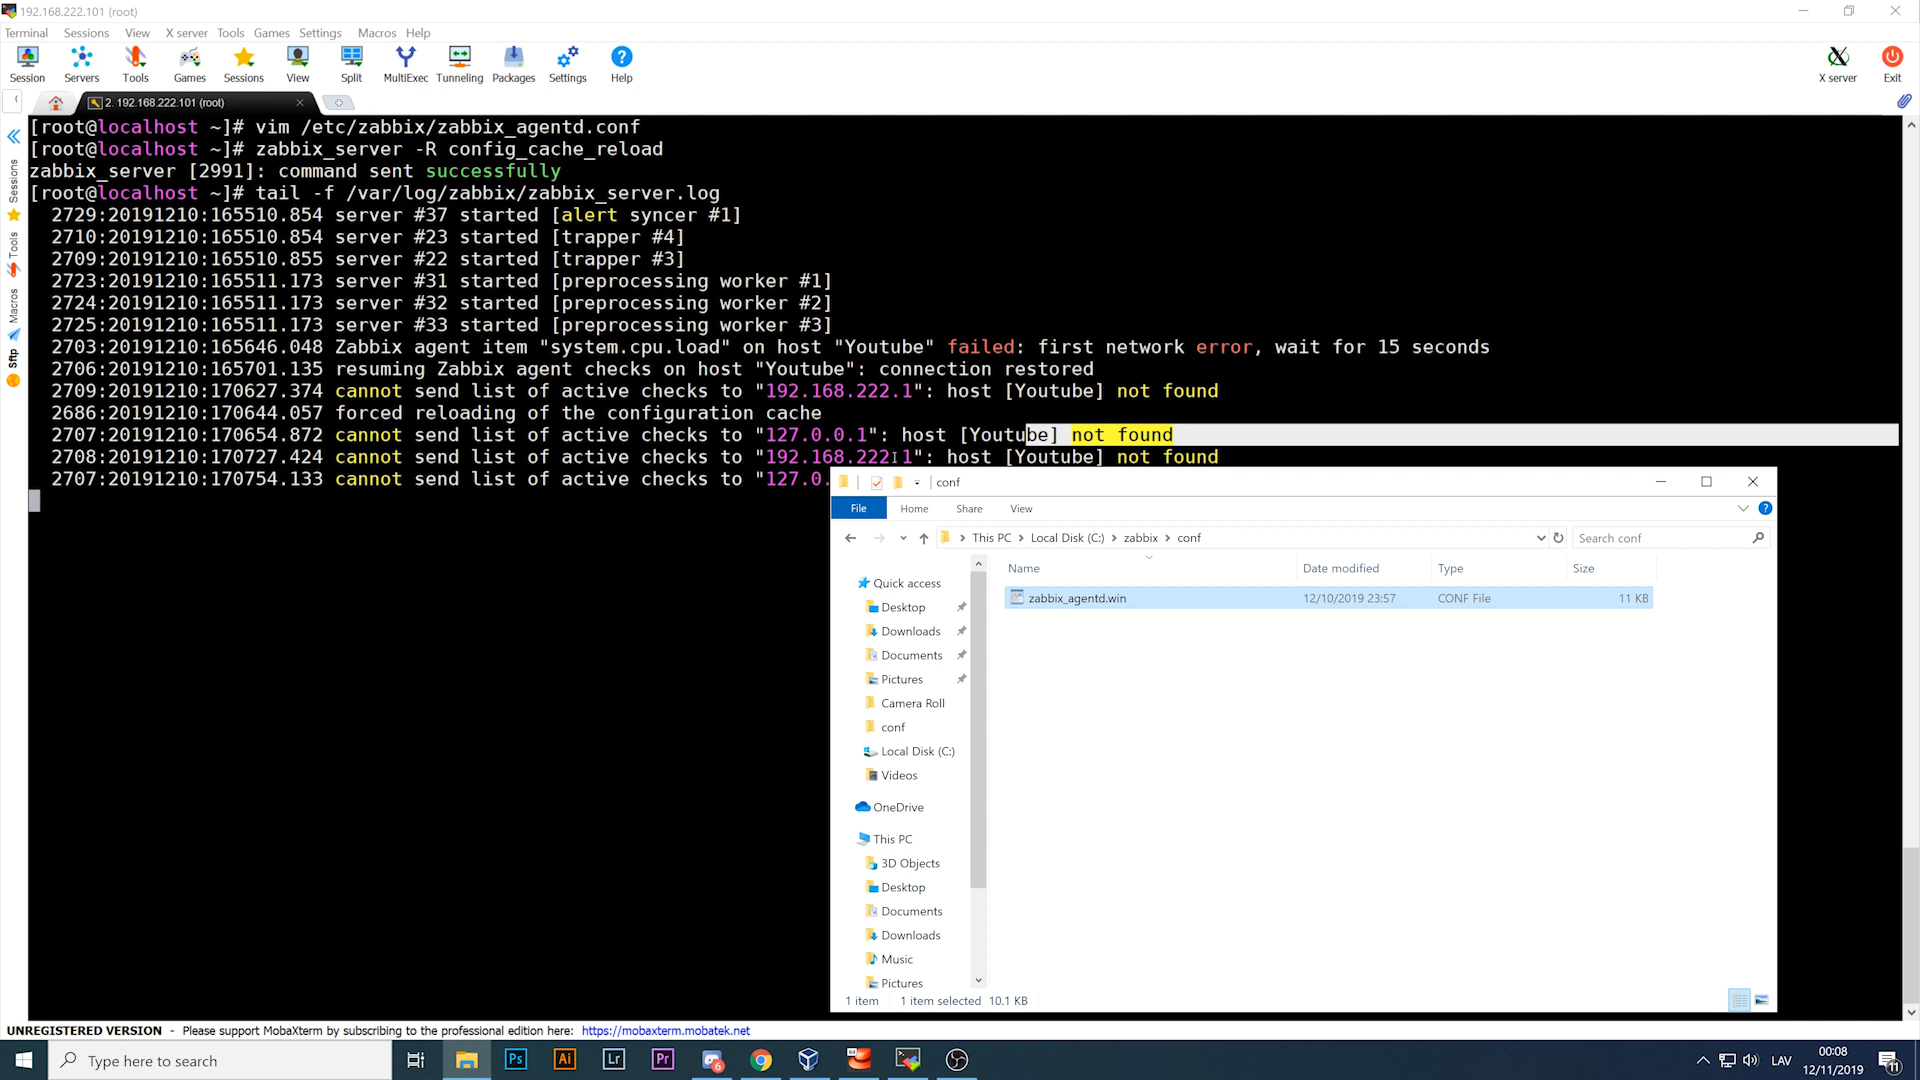 192.168.222.101 (root)
Terminal Sessions View X server Tools Games Settings Macros Help
Session Servers Tools Games Sessions View Split MultiExec Tunneling Packages Settings Help X server Exit
2. 192.168.222.101 (root)
[root@localhost ~]# vim /etc/zabbix/zabbix_agentd.conf
[root@localhost ~]# zabbix_server -R config_cache_reload
zabbix_server [2991]: command sent successfully
[root@localhost ~]# tail -f /var/log/zabbix/zabbix_server.log
2729:20191210:165510.854 server #37 started [alert syncer #1]
2710:20191210:165510.854 server #23 started [trapper #4]
2709:20191210:165510.855 server #22 started [trapper #3]
2723:20191210:165511.173 server #31 started [preprocessing worker #1]
2724:20191210:165511.173 server #32 started [preprocessing worker #2]
2725:20191210:165511.173 server #33 started [preprocessing worker #3]
2703:20191210:165646.048 Zabbix agent item "system.cpu.load" on host "Youtube" failed: first network error, wait for 15 seconds
2706:20191210:165701.135 resuming Zabbix agent checks on host "Youtube": connection restored
2709:20191210:170627.374 cannot send list of active checks to "192.168.222.1": host [Youtube] not found
2686:20191210:170644.057 forced reloading of the configuration cache
2707:20191210:170654.872 cannot send list of active checks to "127.0.0.1": host [Youtube] not found
2708:20191210:170727.424 cannot send list of active checks to "192.168.222.1": host [Youtube] not found
2707:20191210:170754.133 cannot send list of active checks to "127.0.
Sessions
Tools
Macros
Sftp
conf
File Home Share View
This PC > Local Disk (C:) > zabbix > conf
Search conf
Name Date modified Type Size
zabbix_agentd.win 12/10/2019 23:57 CONF File 11 KB
Quick access
Desktop
Downloads
Documents
Pictures
Camera Roll
conf
Local Disk (C:)
Videos
OneDrive
This PC
3D Objects
Desktop
Documents
Downloads
Music
Pictures
1 item 1 item selected 10.1 KB
UNREGISTERED VERSION - Please support MobaXterm by subscribing to the professional edition here: https://mobaxterm.mobatek.net
Type here to search
Ps Ai Lr Pr 6 64
LAV
00:08
12/11/2019
11